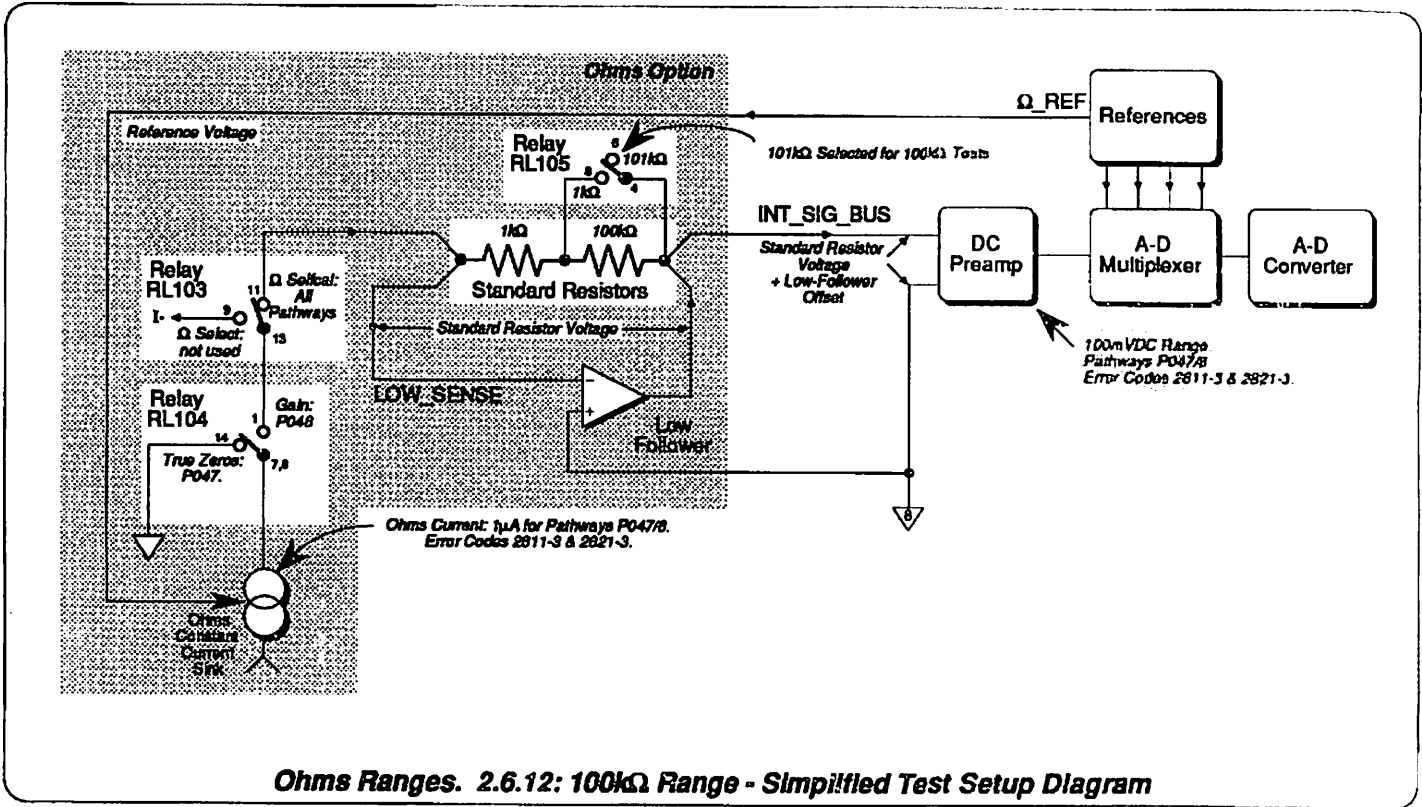 Ohms Option
Ω_REF
References
Reference Voltage
Relay
RL105
6
101kΩ
8
1kΩ
4
101kΩ Selected for 100kΩ Tests
INT_SIG_BUS
1kΩ
100kΩ
Standard Resistors
Standard Resistor
Voltage
+ Low-Follower
Offset
DC
Preamp
A-D
Multiplexer
A-D
Converter
Relay
RL103
11
Ω Selfcal:
All
Pathways
9
I-
13
Ω Select:
not used
Standard Resistor Voltage
100mVDC Range.
Pathways P047/8
Error Codes 2811-3 & 2821-3.
LOW_SENSE
-
+
Low
Follower
Relay
RL104
Gain:
P048
1
14
7,8
True Zeros:
P047.
8
Ohms Current: 1µA for Pathways P047/8.
Error Codes 2811-3 & 2821-3.
Ohms
Constant
Current
Sink
Ohms Ranges. 2.6.12: 100kΩ Range - Simplified Test Setup Diagram